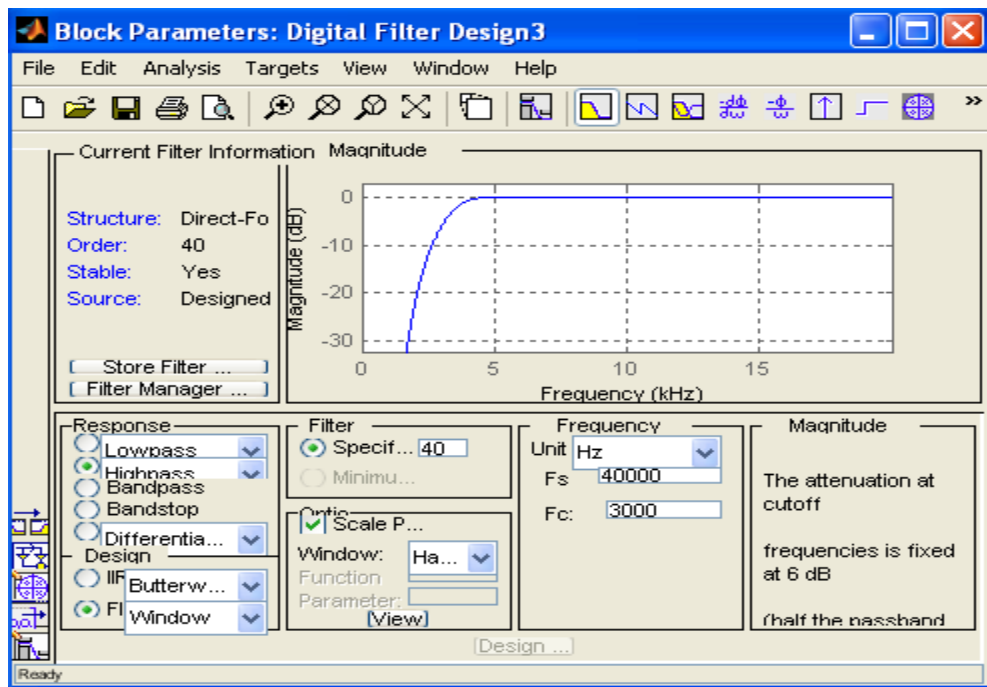 Block Parameters: Digital Filter Design3
File Edit Analysis Targets View Window Help
Current Filter Information
Structure: Direct-Fo
Order: 40
Stable: Yes
Source: Designed
Store Filter ...
Filter Manager ...
Magnitude
Magnitude (dB)
0
-10
-20
-30
0 5 10 15
Frequency (kHz)
Response
Lowpass
Highpass
Bandpass
Bandstop
Differentia...
Design
IIR Butterw...
FI Window
Filter
Specif... 40
Minimu...
Optio
Scale P...
Window: Ha...
Function
Parameter:
[View]
Frequency
Unit Hz
Fs 40000
Fc: 3000
Magnitude
The attenuation at
cutoff
frequencies is fixed
at 6 dB
(half the passband
[Design ...]
Ready